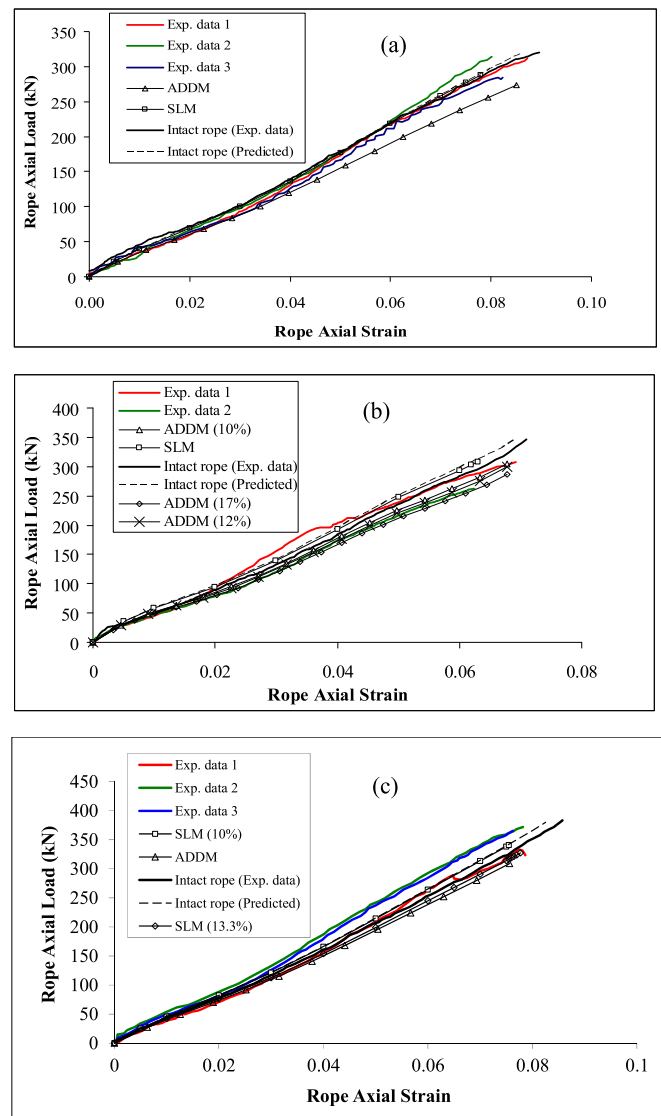 (a)
Exp. data 1
Exp. data 2
Exp. data 3
ADDM
SLM
Intact rope (Exp. data)
Intact rope (Predicted)
Rope Axial Load (kN)
350
300
250
200
150
100
50
0
0.00 0.02 0.04 0.06 0.08 0.10
Rope Axial Strain
(b)
Exp. data 1
Exp. data 2
ADDM (10%)
SLM
Intact rope (Exp. data)
Intact rope (Predicted)
ADDM (17%)
ADDM (12%)
Rope Axial Load (kN)
400
350
300
250
200
150
100
50
0
0 0.02 0.04 0.06 0.08
Rope Axial Strain
(c)
Exp. data 1
Exp. data 2
Exp. data 3
SLM (10%)
ADDM
Intact rope (Exp. data)
Intact rope (Predicted)
SLM (13.3%)
Rope Axial Load (kN)
450
400
350
300
250
200
150
100
50
0
0 0.02 0.04 0.06 0.08 0.1
Rope Axial Strain